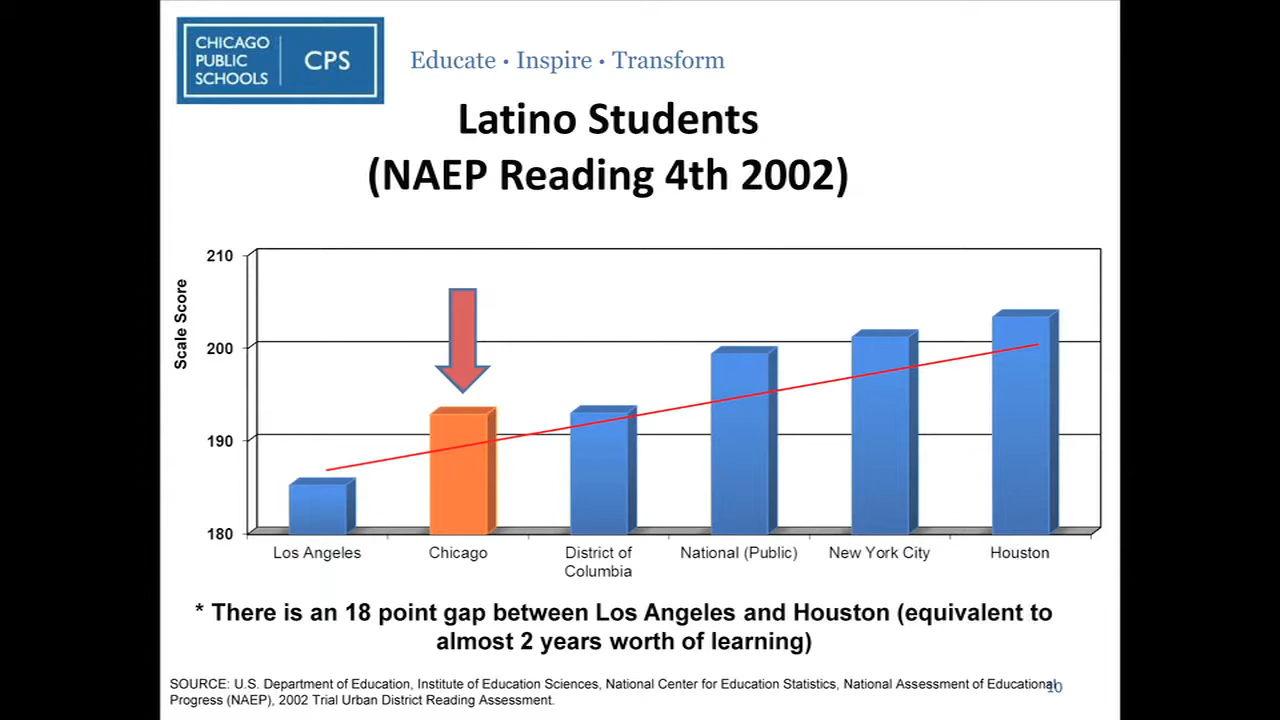 CHICAGO
PUBLIC
SCHOOLS
CPS
Educate • Inspire • Transform
Latino Students
(NAEP Reading 4th 2002)
Scale Score
210
200
190
180
Los Angeles
Chicago
District of
Columbia
National (Public)
New York City
Houston
* There is an 18 point gap between Los Angeles and Houston (equivalent to
almost 2 years worth of learning)
SOURCE: U.S. Department of Education, Institute of Education Sciences, National Center for Education Statistics, National Assessment of Educational
Progress (NAEP), 2002 Trial Urban District Reading Assessment.
10